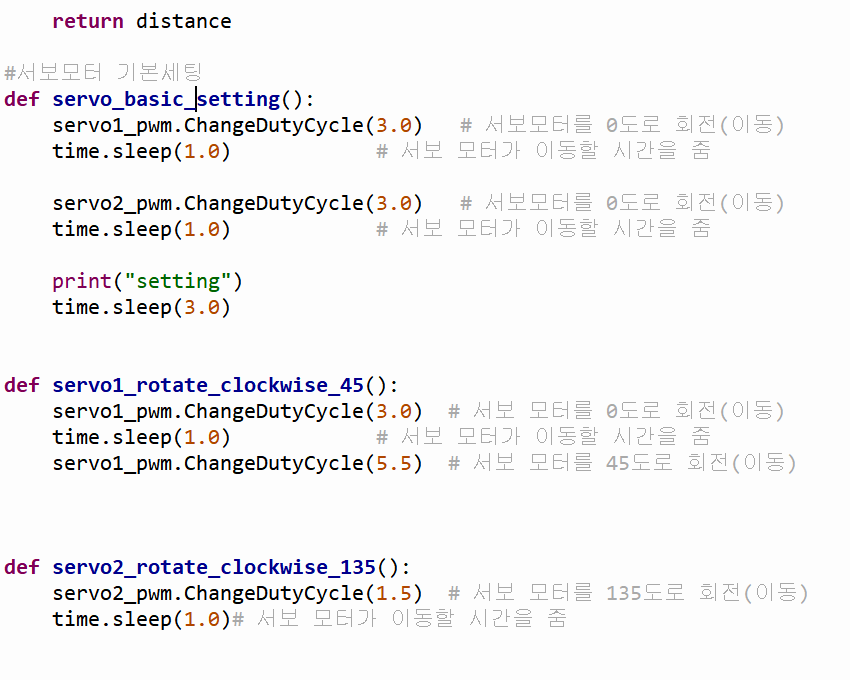 return distance
#서보모터 기본세팅
def servo_basic_setting():
servo1_pwm.ChangeDutyCycle(3.0)   # 서보모터를 0도로 회전(이동)
time.sleep(1.0)            # 서보 모터가 이동할 시간을 줌
servo2_pwm.ChangeDutyCycle(3.0)   # 서보모터를 0도로 회전(이동)
time.sleep(1.0)            # 서보 모터가 이동할 시간을 줌
print("setting")
time.sleep(3.0)
def servo1_rotate_clockwise_45():
servo1_pwm.ChangeDutyCycle(3.0)  # 서보 모터를 0도로 회전(이동)
time.sleep(1.0)            # 서보 모터가 이동할 시간을 줌
servo1_pwm.ChangeDutyCycle(5.5)  # 서보 모터를 45도로 회전(이동)
def servo2_rotate_clockwise_135():
servo2_pwm.ChangeDutyCycle(1.5)  # 서보 모터를 135도로 회전(이동)
time.sleep(1.0)# 서보 모터가 이동할 시간을 줌